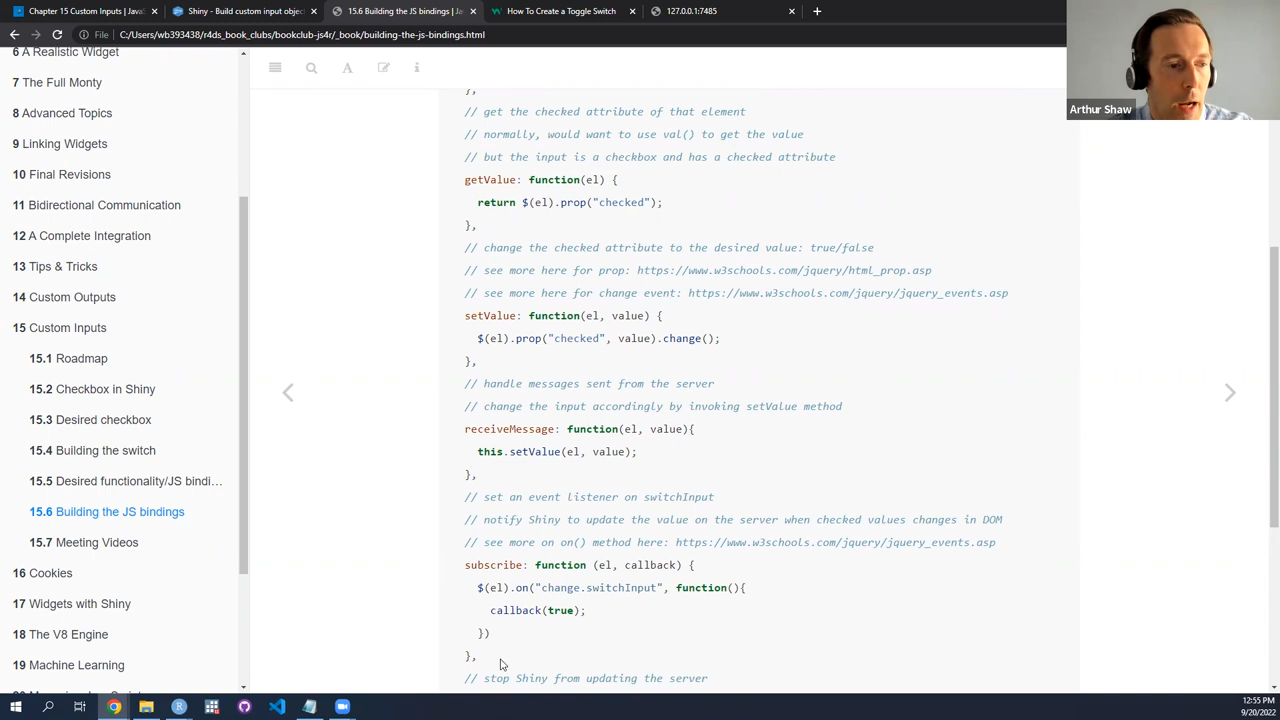 Chapter 15 Custom Inputs | Java
Shiny - Build custom input objec
15.6 Building the JS bindings | Ja
How To Create a Toggle Switch
127.0.0.1:7485
File
C:/Users/wb393438/r4ds_book_clubs/bookclub-js4r/_book/building-the-js-bindings.html
Arthur Shaw
6 A Realistic Widget
7 The Full Monty
8 Advanced Topics
9 Linking Widgets
10 Final Revisions
11 Bidirectional Communication
12 A Complete Integration
13 Tips & Tricks
14 Custom Outputs
15 Custom Inputs
15.1 Roadmap
15.2 Checkbox in Shiny
15.3 Desired checkbox
15.4 Building the switch
15.5 Desired functionality/JS bindi...
15.6 Building the JS bindings
15.7 Meeting Videos
16 Cookies
17 Widgets with Shiny
18 The V8 Engine
19 Machine Learning
},
// get the checked attribute of that element
// normally, would want to use val() to get the value
// but the input is a checkbox and has a checked attribute
getValue: function(el) {
return $(el).prop("checked");
},
// change the checked attribute to the desired value: true/false
// see more here for prop: https://www.w3schools.com/jquery/html_prop.asp
// see more here for change event: https://www.w3schools.com/jquery/jquery_events.asp
setValue: function(el, value) {
$(el).prop("checked", value).change();
},
// handle messages sent from the server
// change the input accordingly by invoking setValue method
receiveMessage: function(el, value){
this.setValue(el, value);
},
// set an event listener on switchInput
// notify Shiny to update the value on the server when checked values changes in DOM
// see more on on() method here: https://www.w3schools.com/jquery/jquery_events.asp
subscribe: function (el, callback) {
$(el).on("change.switchInput", function(){
callback(true);
})
},
// stop Shiny from updating the server
12:55 PM
9/20/2022